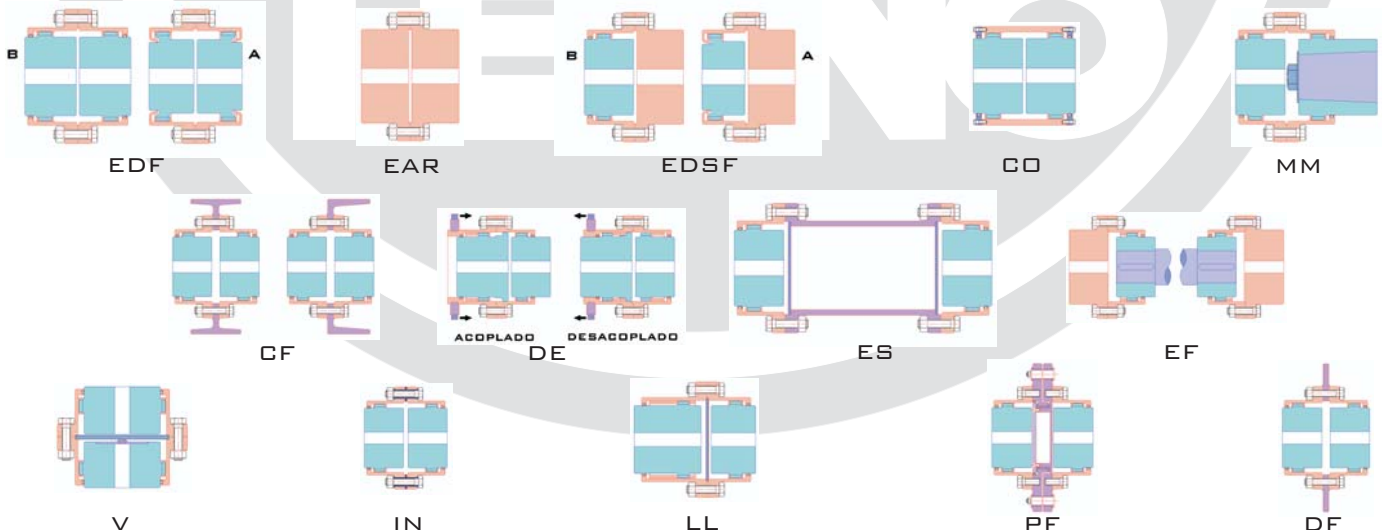 B A B A
EDF EAR EDSF CO MM
ACOPLADO DESACOPLADO
CF DE ES EF
V IN LL PF DF